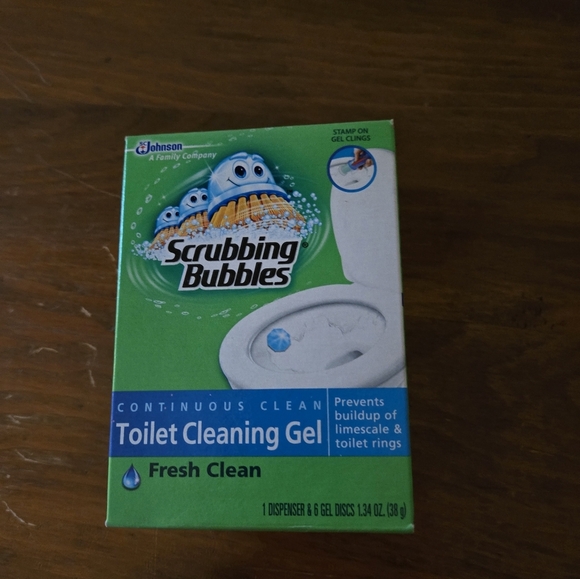 SC Johnson
A Family Company
STAMP ON
GEL CLINGS
Scrubbing
Bubbles
CONTINUOUS CLEAN
Toilet Cleaning Gel
Prevents
buildup of
limescale &
toilet rings
Fresh Clean
1 DISPENSER & 6 GEL DISCS 1.34 OZ. (38 g)